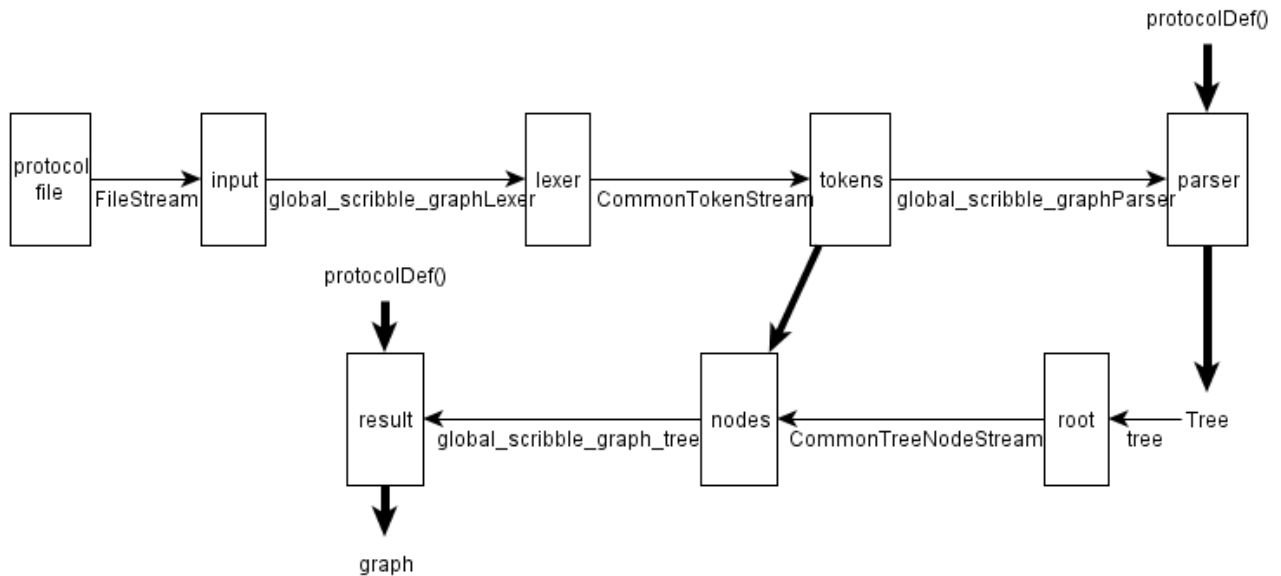 protocolDef()
protocol
file
FileStream
input
global_scribble_graphLexer
lexer
CommonTokenStream
tokens
global_scribble_graphParser
parser
protocolDef()
result
global_scribble_graph_tree
nodes
CommonTreeNodeStream
root
tree
Tree
graph